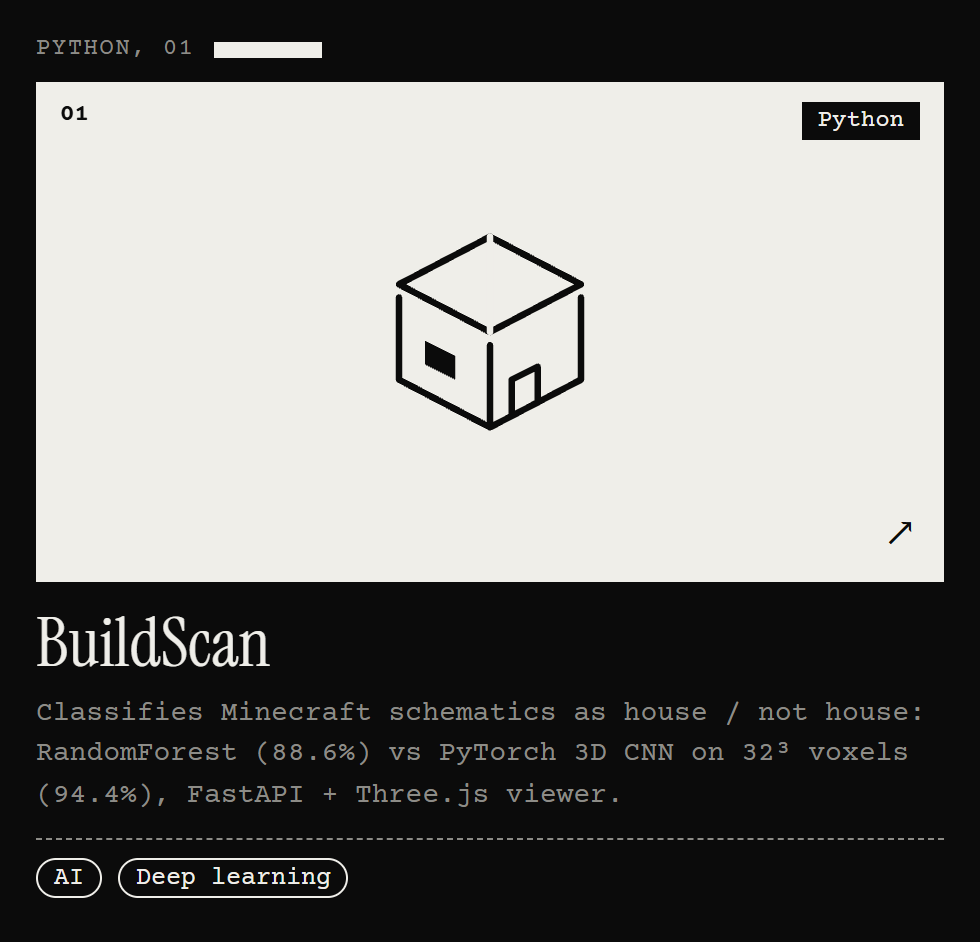 PYTHON, 01
01
Python
↗
BuildScan
Classifies Minecraft schematics as house / not house:
RandomForest (88.6%) vs PyTorch 3D CNN on 32³ voxels
(94.4%), FastAPI + Three.js viewer.
AI
Deep learning